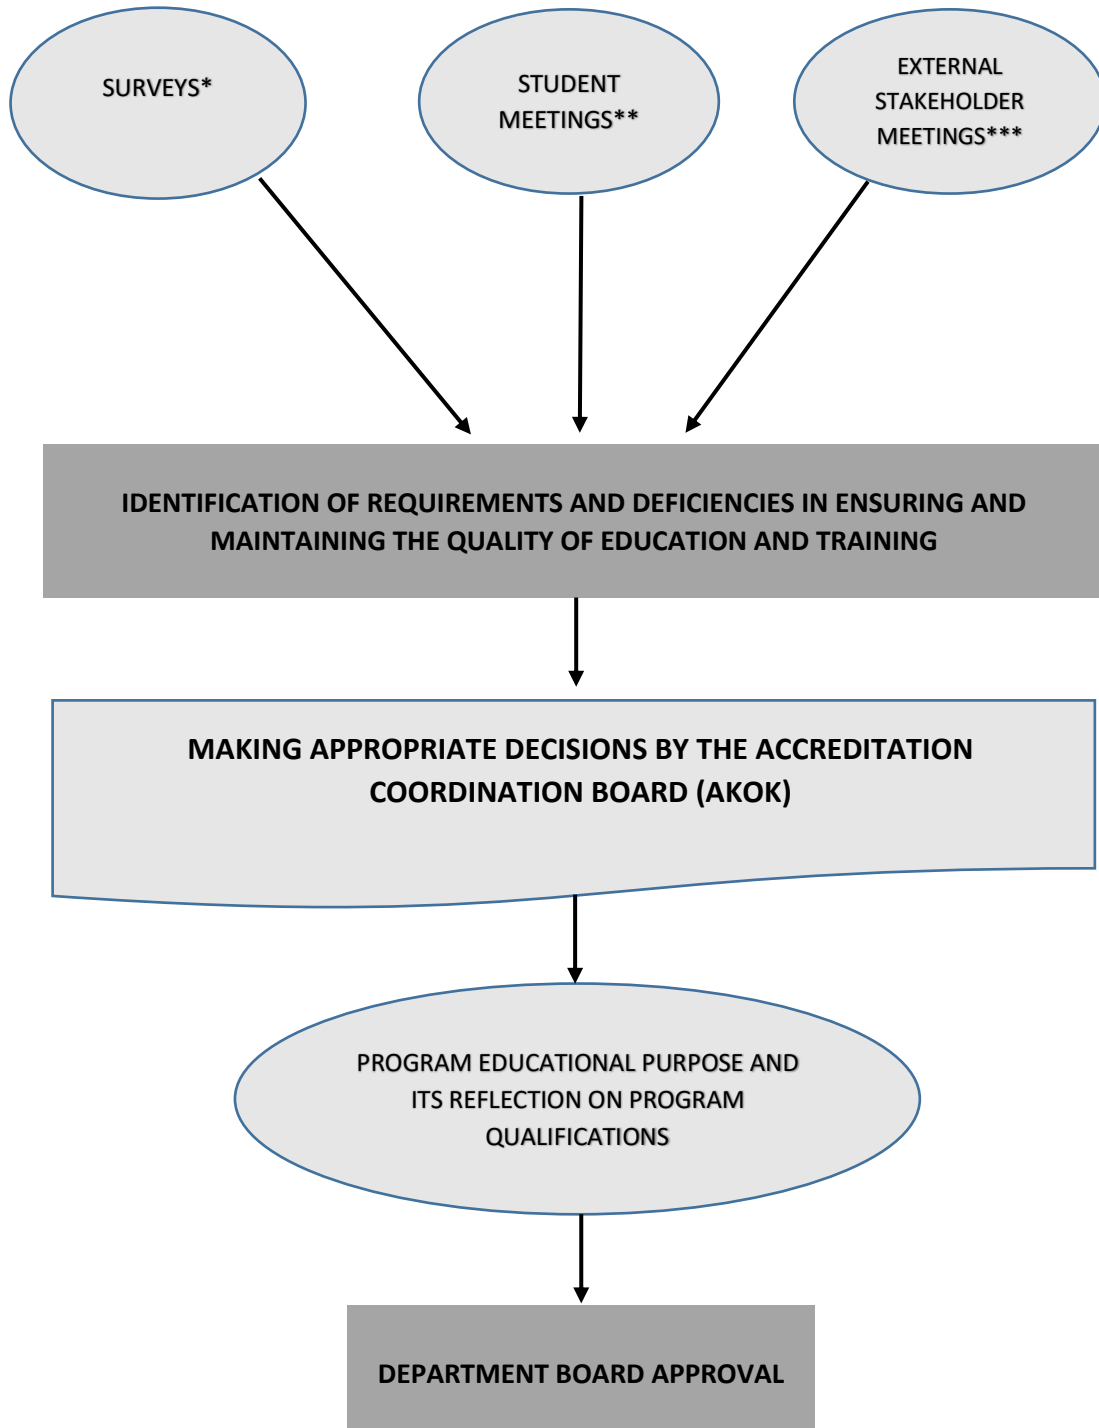 SURVEYS*
STUDENT
MEETINGS**
EXTERNAL
STAKEHOLDER
MEETINGS***
IDENTIFICATION OF REQUIREMENTS AND DEFICIENCIES IN ENSURING AND
MAINTAINING THE QUALITY OF EDUCATION AND TRAINING
MAKING APPROPRIATE DECISIONS BY THE ACCREDITATION
COORDINATION BOARD (AKOK)
PROGRAM EDUCATIONAL PURPOSE AND
ITS REFLECTION ON PROGRAM
QUALIFICATIONS
DEPARTMENT BOARD APPROVAL